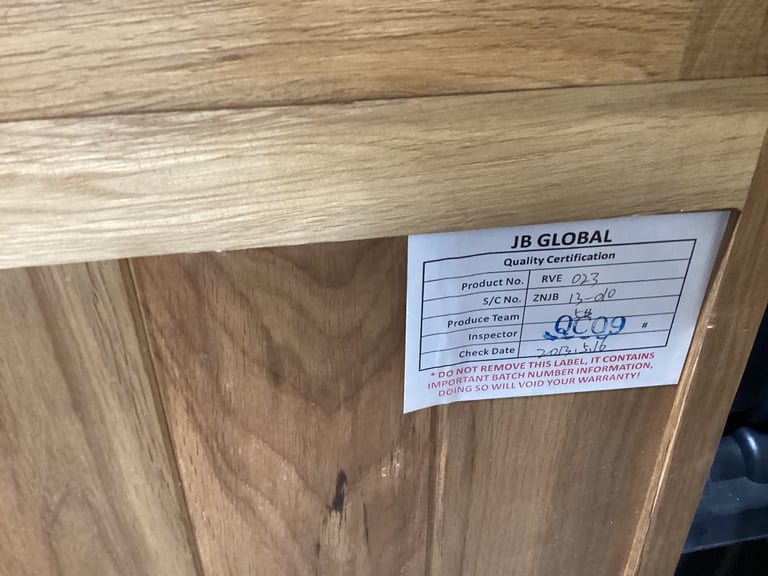 JB GLOBAL
Quality Certification
Product No. RVE 023
S/C No. ZNJB 13-010
Produce Team
Inspector QC09 #
Check Date 2013.5.16
* DO NOT REMOVE THIS LABEL, IT CONTAINS
IMPORTANT BATCH NUMBER INFORMATION,
DOING SO WILL VOID YOUR WARRANTY!